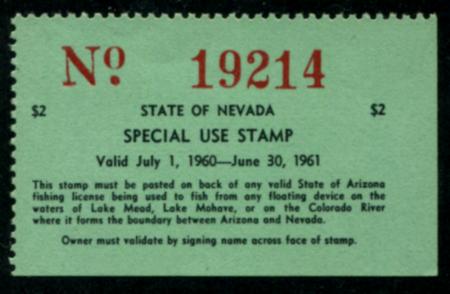 Nº 19214
$2 STATE OF NEVADA $2
SPECIAL USE STAMP
Valid July 1, 1960—June 30, 1961
This stamp must be posted on back of any valid State of Arizona
fishing license being used to fish from any floating device on the
waters of Lake Mead, Lake Mohave, or on the Colorado River
where it forms the boundary between Arizona and Nevada.
Owner must validate by signing name across face of stamp.